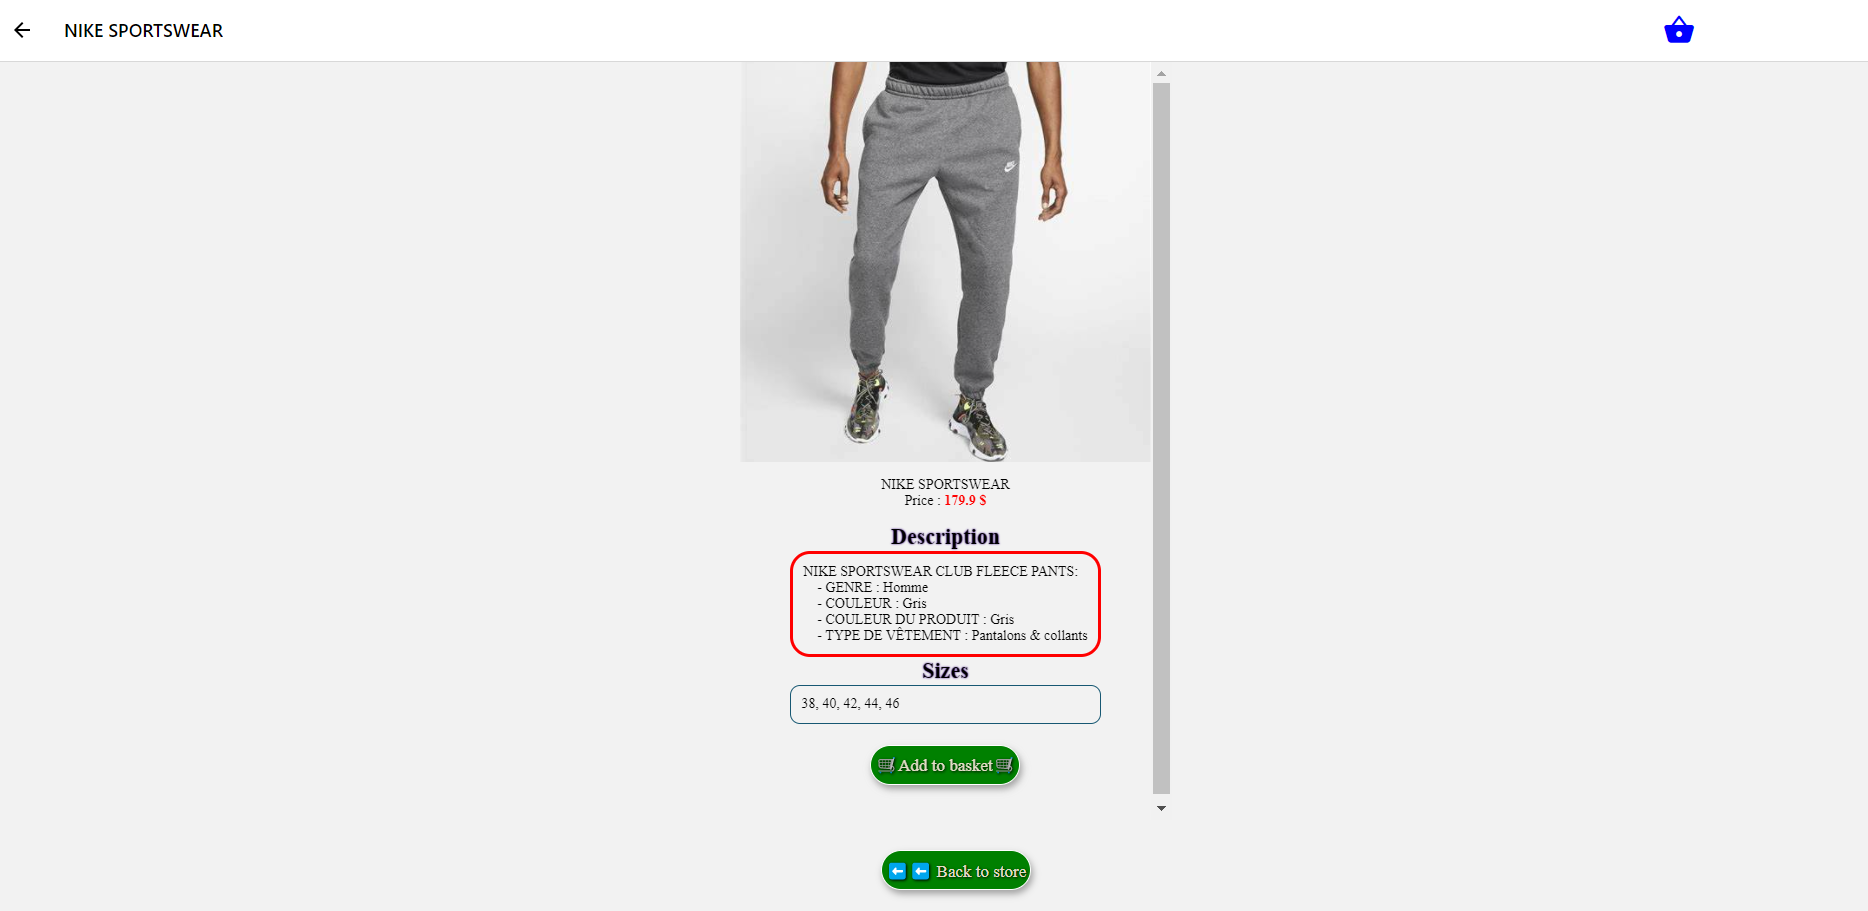 NIKE SPORTSWEAR
NIKE SPORTSWEAR
Price : 179.9 $
Description
NIKE SPORTSWEAR CLUB FLEECE PANTS:
- GENRE : Homme
- COULEUR : Gris
- COULEUR DU PRODUIT : Gris
- TYPE DE VÊTEMENT : Pantalons & collants
Sizes
38, 40, 42, 44, 46
Add to basket
Back to store